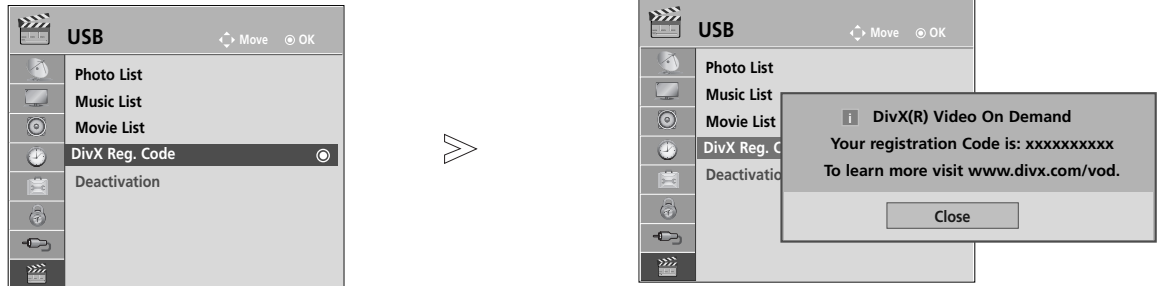 USB
Move OK
Photo List
Music List
Movie List
DivX Reg. Code
Deactivation
USB
Move OK
Photo List
Music List
Movie List
DivX Reg. C
Deactivatio
i DivX(R) Video On Demand
Your registration Code is: xxxxxxxxxx
To learn more visit www.divx.com/vod.
Close